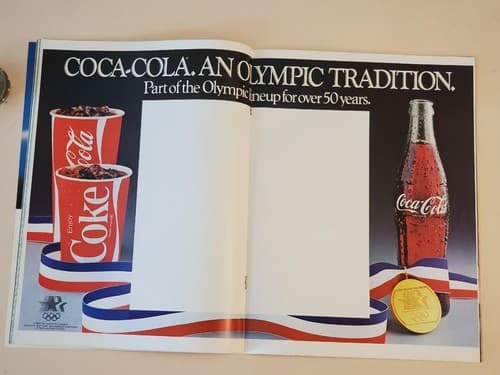 COCA-COLA. AN OLYMPIC TRADITION.
Part of the Olympic lineup for over 50 years.
Coca-Cola
Enjoy
Coke
Coca-Cola